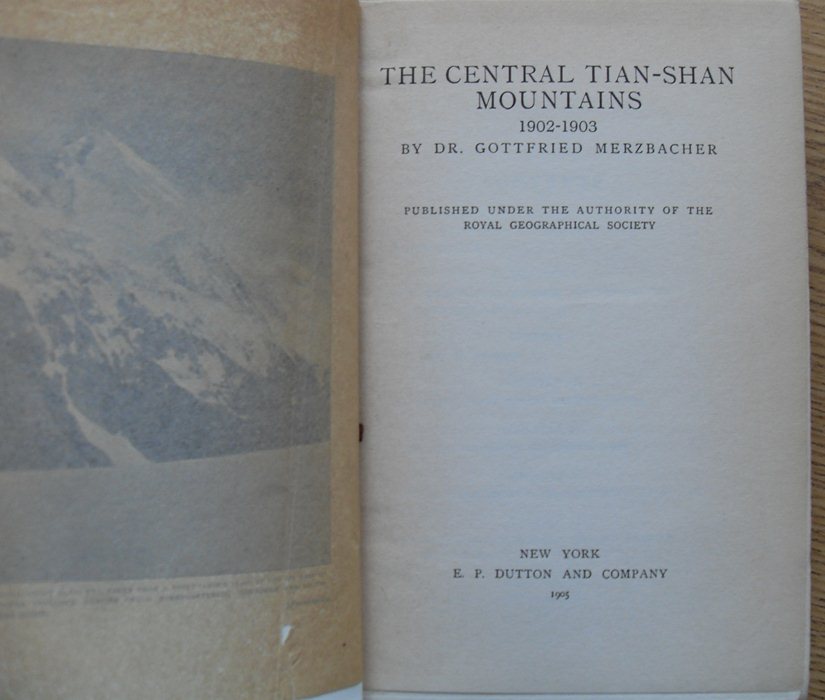 THE CENTRAL TIAN-SHAN
MOUNTAINS
1902-1903
BY DR. GOTTFRIED MERZBACHER
PUBLISHED UNDER THE AUTHORITY OF THE
ROYAL GEOGRAPHICAL SOCIETY
NEW YORK
E. P. DUTTON AND COMPANY
1905